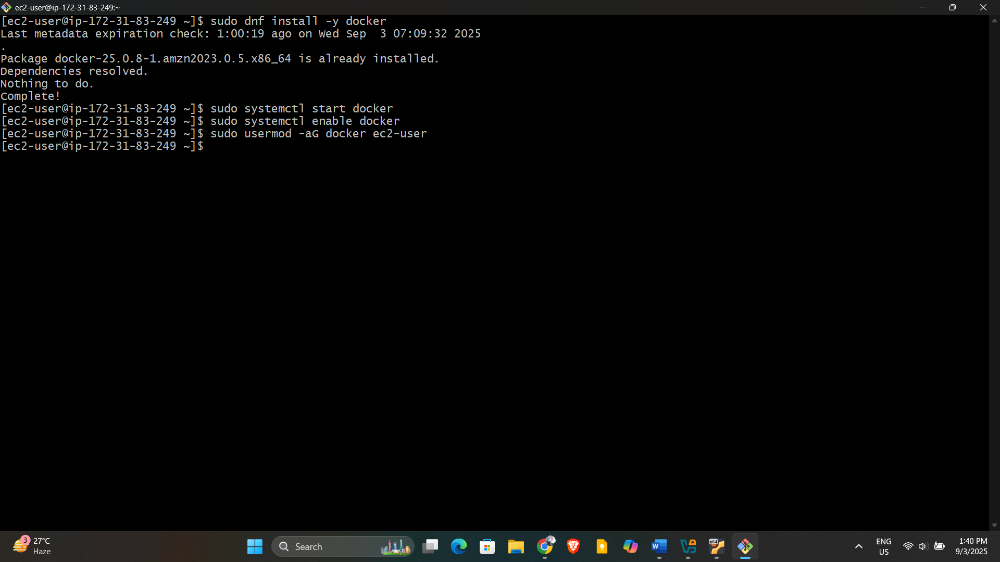 ec2-user@ip-172-31-83-249:~
[ec2-user@ip-172-31-83-249 ~]$ sudo dnf install -y docker
Last metadata expiration check: 1:00:19 ago on Wed Sep  3 07:09:32 2025
.
Package docker-25.0.8-1.amzn2023.0.5.x86_64 is already installed.
Dependencies resolved.
Nothing to do.
Complete!
[ec2-user@ip-172-31-83-249 ~]$ sudo systemctl start docker
[ec2-user@ip-172-31-83-249 ~]$ sudo systemctl enable docker
[ec2-user@ip-172-31-83-249 ~]$ sudo usermod -aG docker ec2-user
[ec2-user@ip-172-31-83-249 ~]$
3
27°C
Haze
Search
W
x64
ENG
US
1:40 PM
9/3/2025